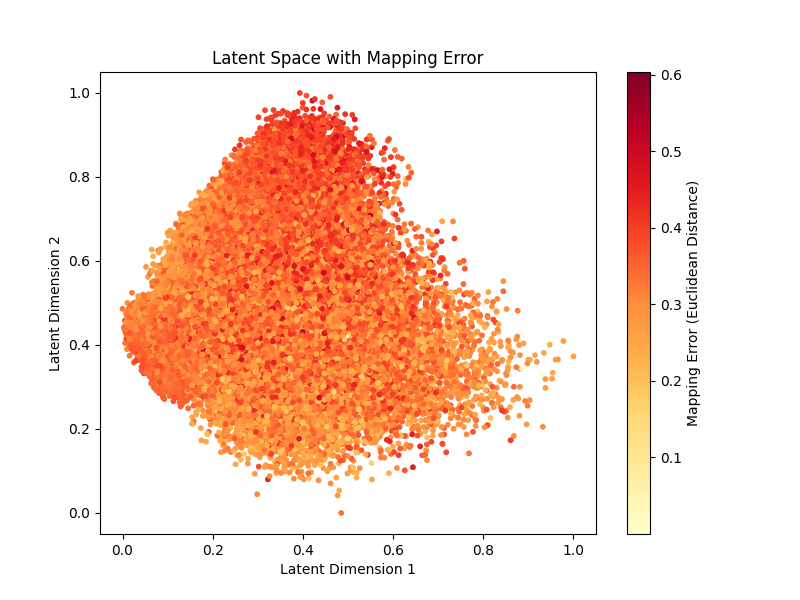 Latent Space with Mapping Error
Latent Dimension 2
1.0
0.8
0.6
0.4
0.2
0.0
0.0 0.2 0.4 0.6 0.8 1.0
Latent Dimension 1
0.6
0.5
0.4
0.3
0.2
0.1
Mapping Error (Euclidean Distance)